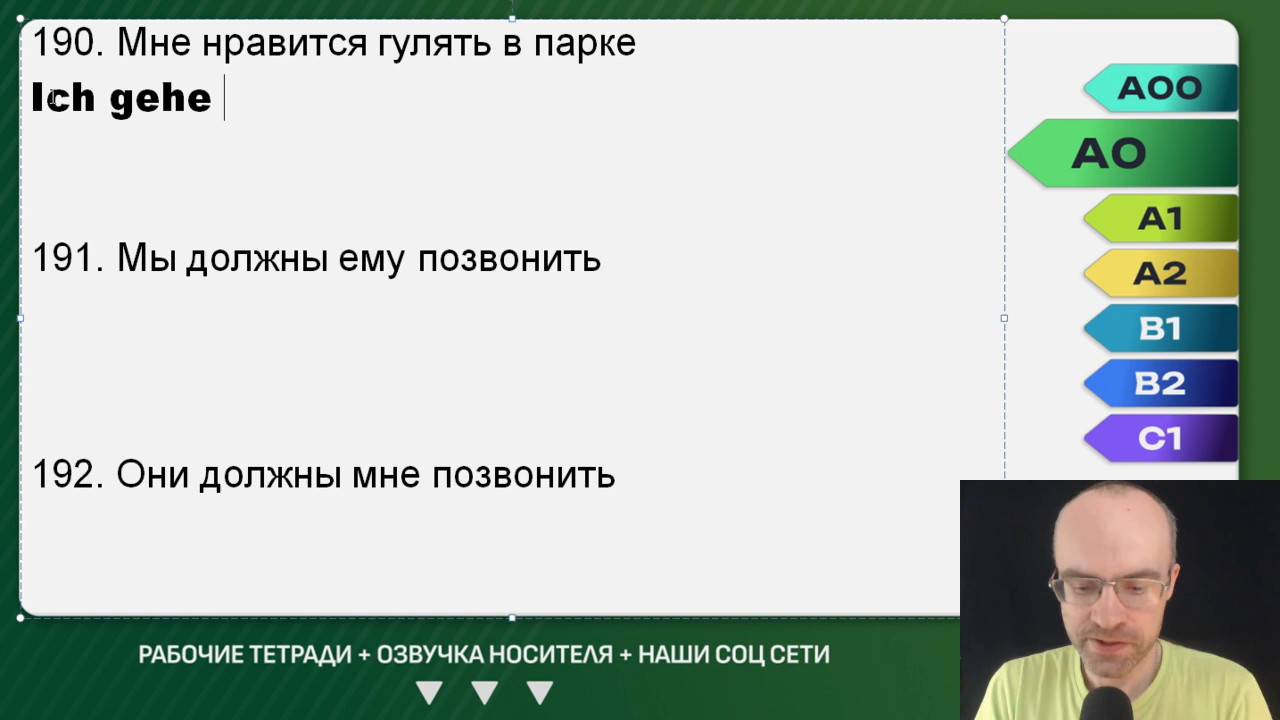 190. Мне нравится гулять в парке
Ich gehe
191. Мы должны ему позвонить
192. Они должны мне позвонить
A00
A0
A1
A2
B1
B2
C1
РАБОЧИЕ ТЕТРАДИ + ОЗВУЧКА НОСИТЕЛЯ + НАШИ СОЦ СЕТИ